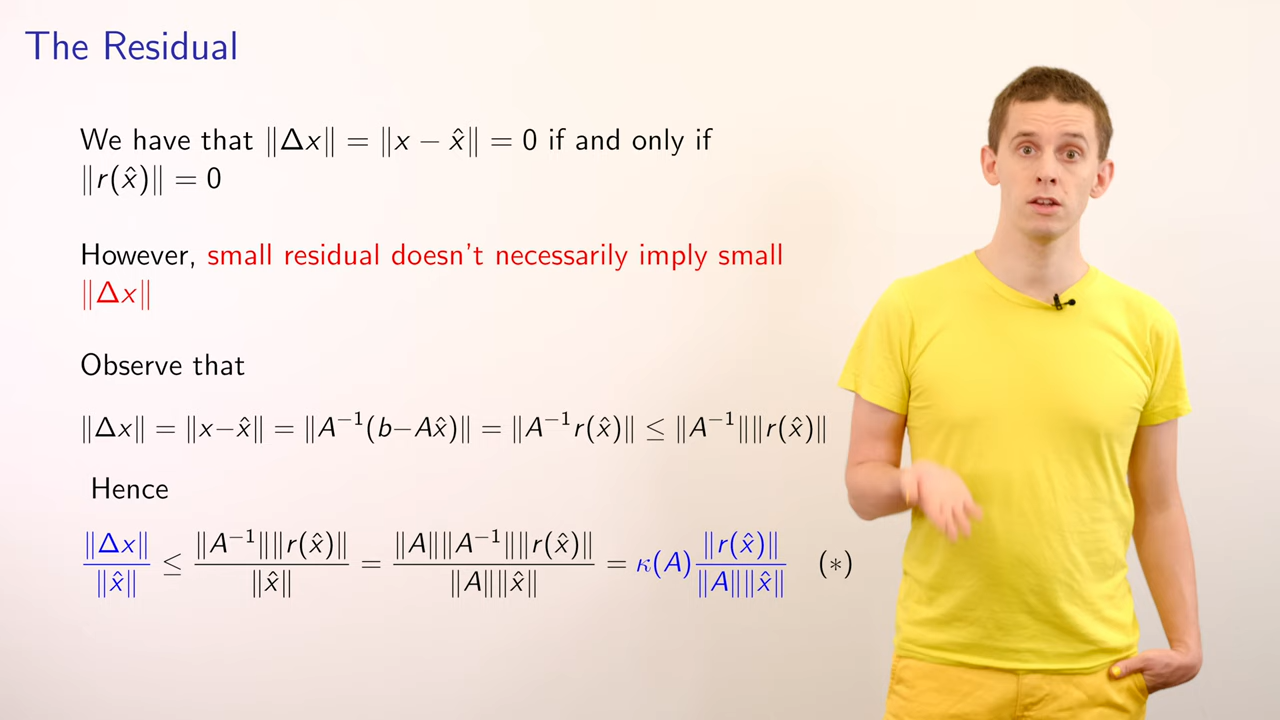 The Residual
We have that ‖Δx‖ = ‖x − x̂‖ = 0 if and only if
‖r(x̂)‖ = 0
However, small residual doesn't necessarily imply small
‖Δx‖
Observe that
‖Δx‖ = ‖x−x̂‖ = ‖A⁻¹(b−Ax̂)‖ = ‖A⁻¹r(x̂)‖ ≤ ‖A⁻¹‖‖r(x̂)‖
Hence
‖Δx‖/‖x̂‖ ≤ ‖A⁻¹‖‖r(x̂)‖/‖x̂‖ = ‖A‖‖A⁻¹‖‖r(x̂)‖/‖A‖‖x̂‖ = κ(A) ‖r(x̂)‖/‖A‖‖x̂‖ (∗)